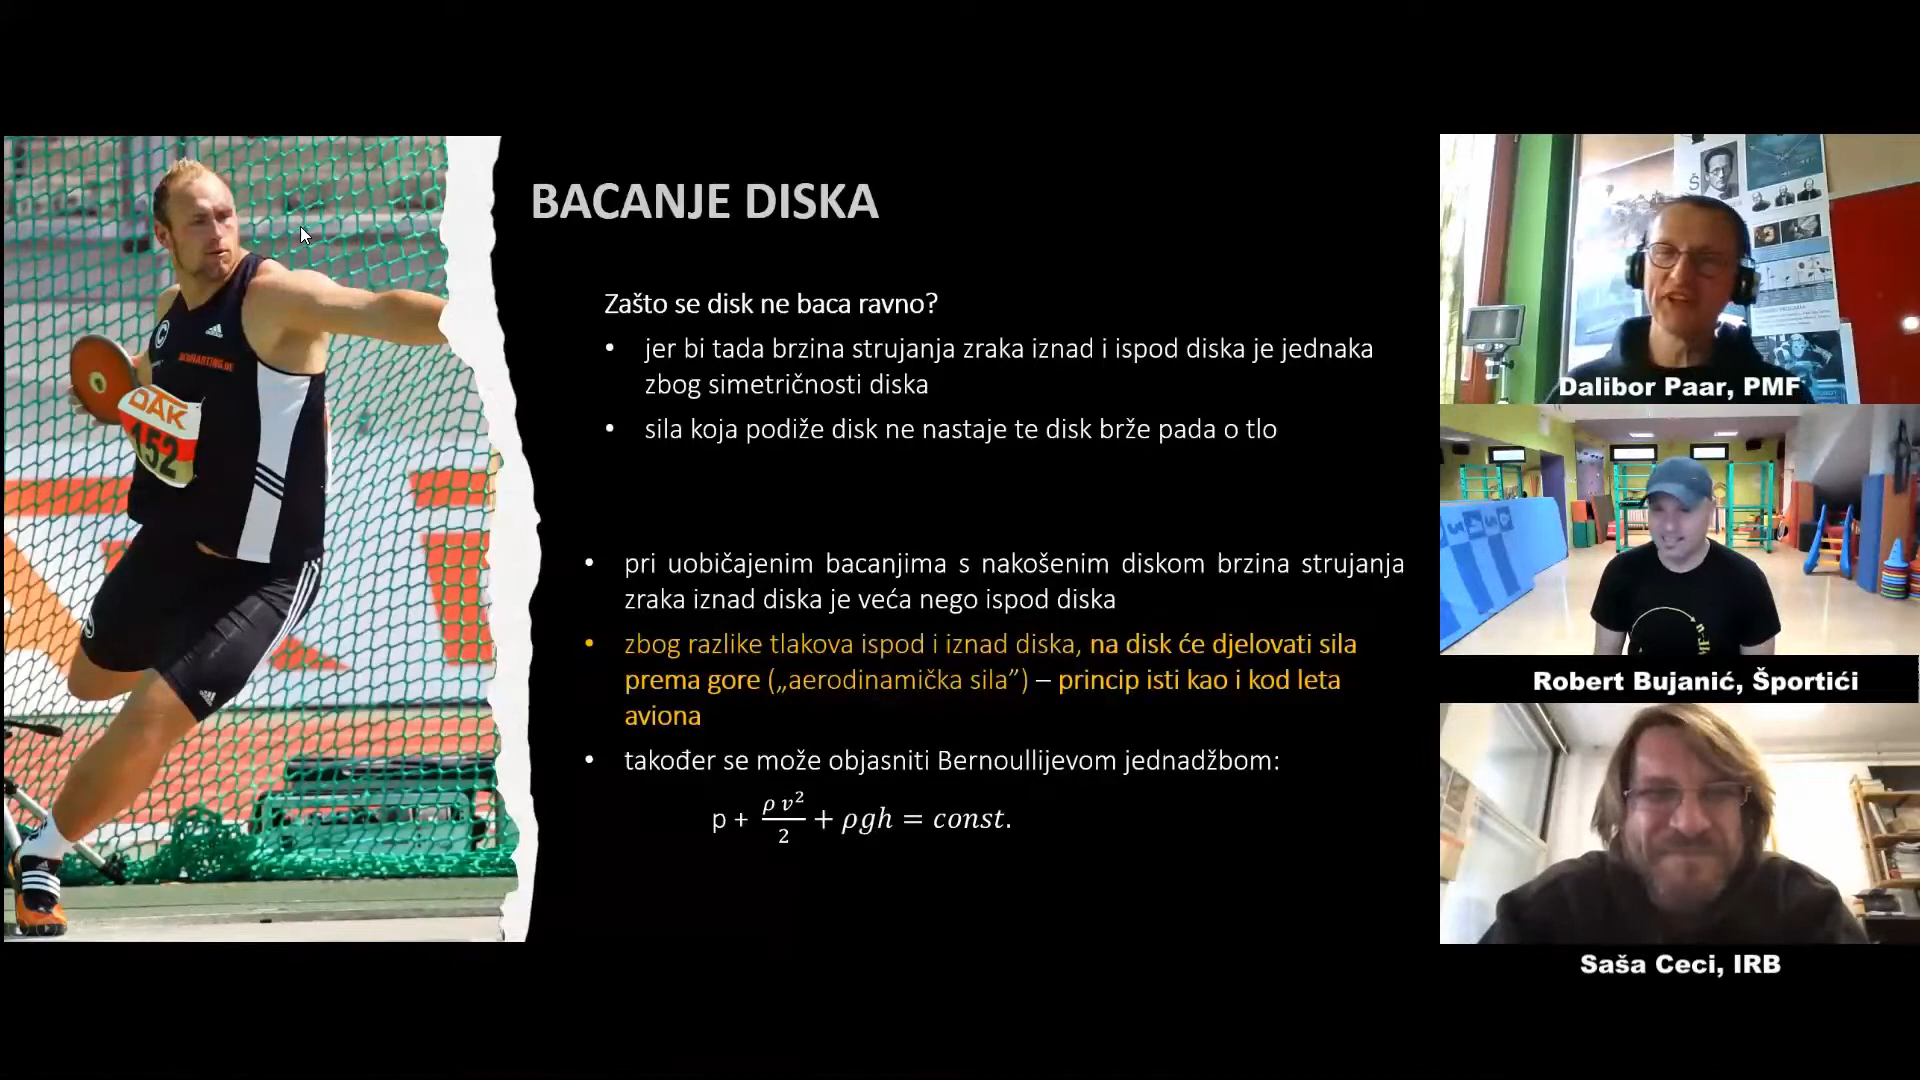 BACANJE DISKA
Zašto se disk ne baca ravno?
• jer bi tada brzina strujanja zraka iznad i ispod diska je jednaka
zbog simetričnosti diska
• sila koja podiže disk ne nastaje te disk brže pada o tlo
• pri uobičajenim bacanjima s nakošenim diskom brzina strujanja
zraka iznad diska je veća nego ispod diska
• zbog razlike tlakova ispod i iznad diska, na disk će djelovati sila
prema gore („aerodinamička sila”) – princip isti kao i kod leta
aviona
• također se može objasniti Bernoullijevom jednadžbom:
p + ρ v²/2 + ρgh = const.
adidas
DAK
152
Dalibor Paar, PMF
Robert Bujanić, Športići
Saša Ceci, IRB